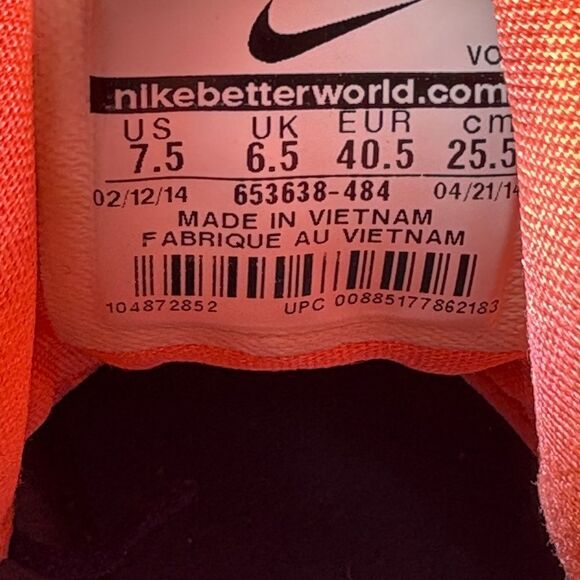 VC
nikebetterworld.com
US UK EUR cm
7.5 6.5 40.5 25.5
02/12/14 653638-484 04/21/14
MADE IN VIETNAM
FABRIQUE AU VIETNAM
104872852 UPC 00885177862183